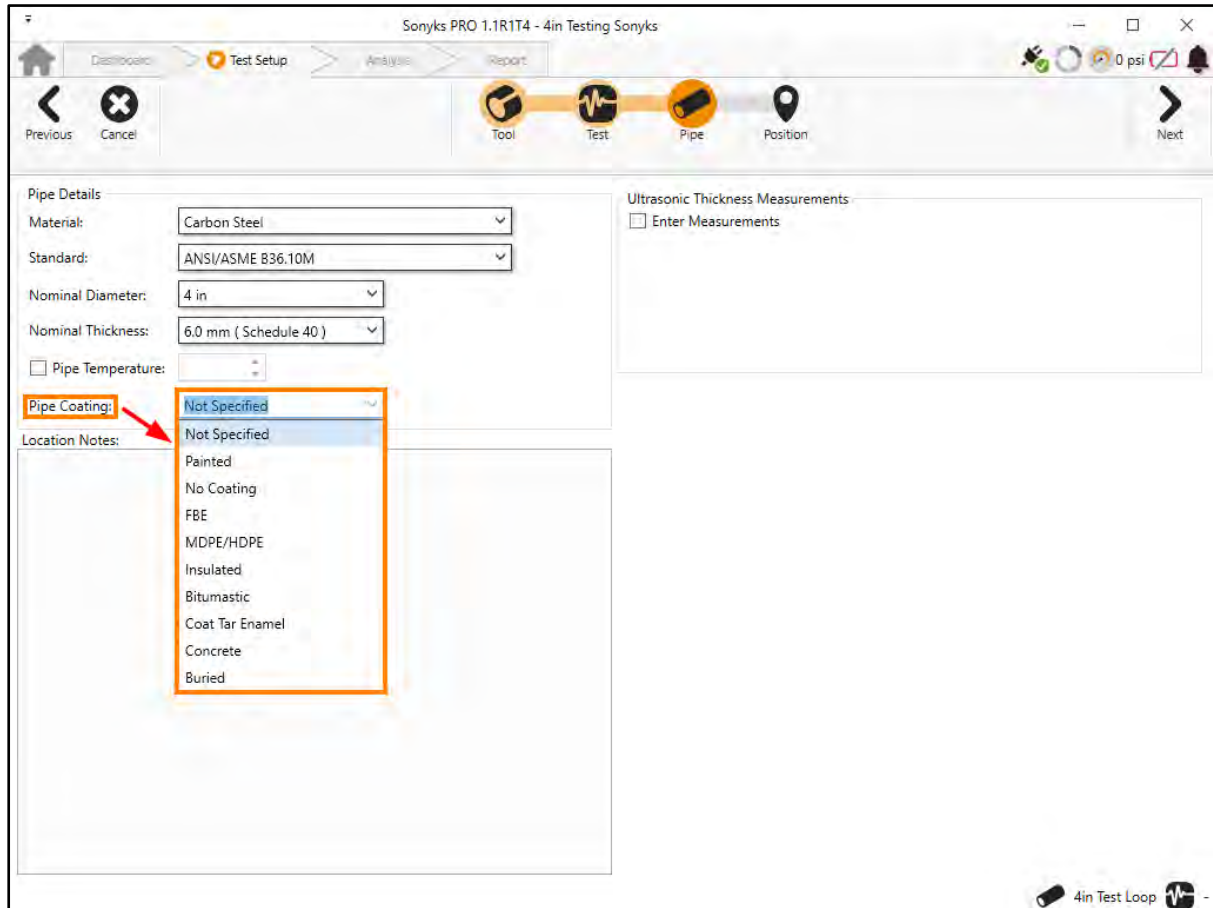 Sonyks PRO 1.1R1T4 - 4in Testing Sonyks
Dashboard Test Setup Analysis Report 0 psi
Previous Cancel Tool Test Pipe Position Next
Pipe Details
Ultrasonic Thickness Measurements
Material: Carbon Steel
Enter Measurements
Standard: ANSI/ASME B36.10M
Nominal Diameter: 4 in
Nominal Thickness: 6.0 mm ( Schedule 40 )
Pipe Temperature:
Pipe Coating: Not Specified
Location Notes:
Not Specified
Painted
No Coating
FBE
MDPE/HDPE
Insulated
Bitumastic
Coat Tar Enamel
Concrete
Buried
4in Test Loop -